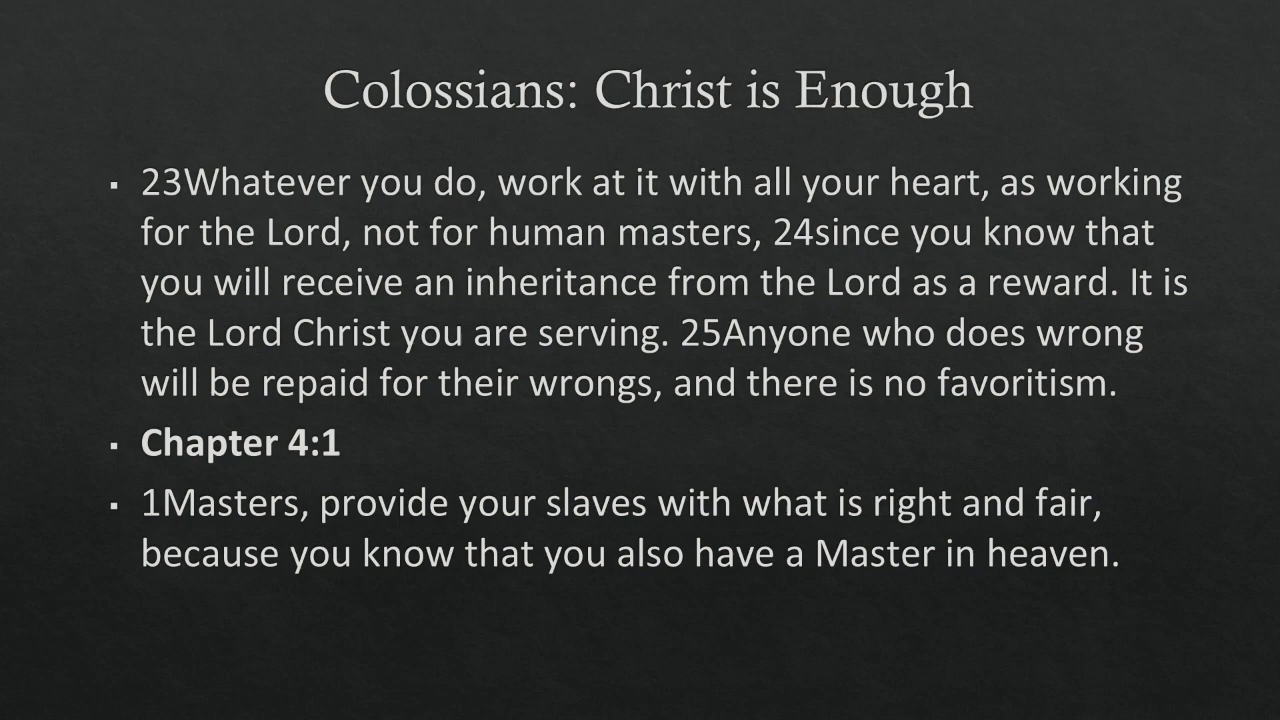 Colossians: Christ is Enough
▪ 23Whatever you do, work at it with all your heart, as working
for the Lord, not for human masters, 24since you know that
you will receive an inheritance from the Lord as a reward. It is
the Lord Christ you are serving. 25Anyone who does wrong
will be repaid for their wrongs, and there is no favoritism.
▪ Chapter 4:1
▪ 1Masters, provide your slaves with what is right and fair,
because you know that you also have a Master in heaven.